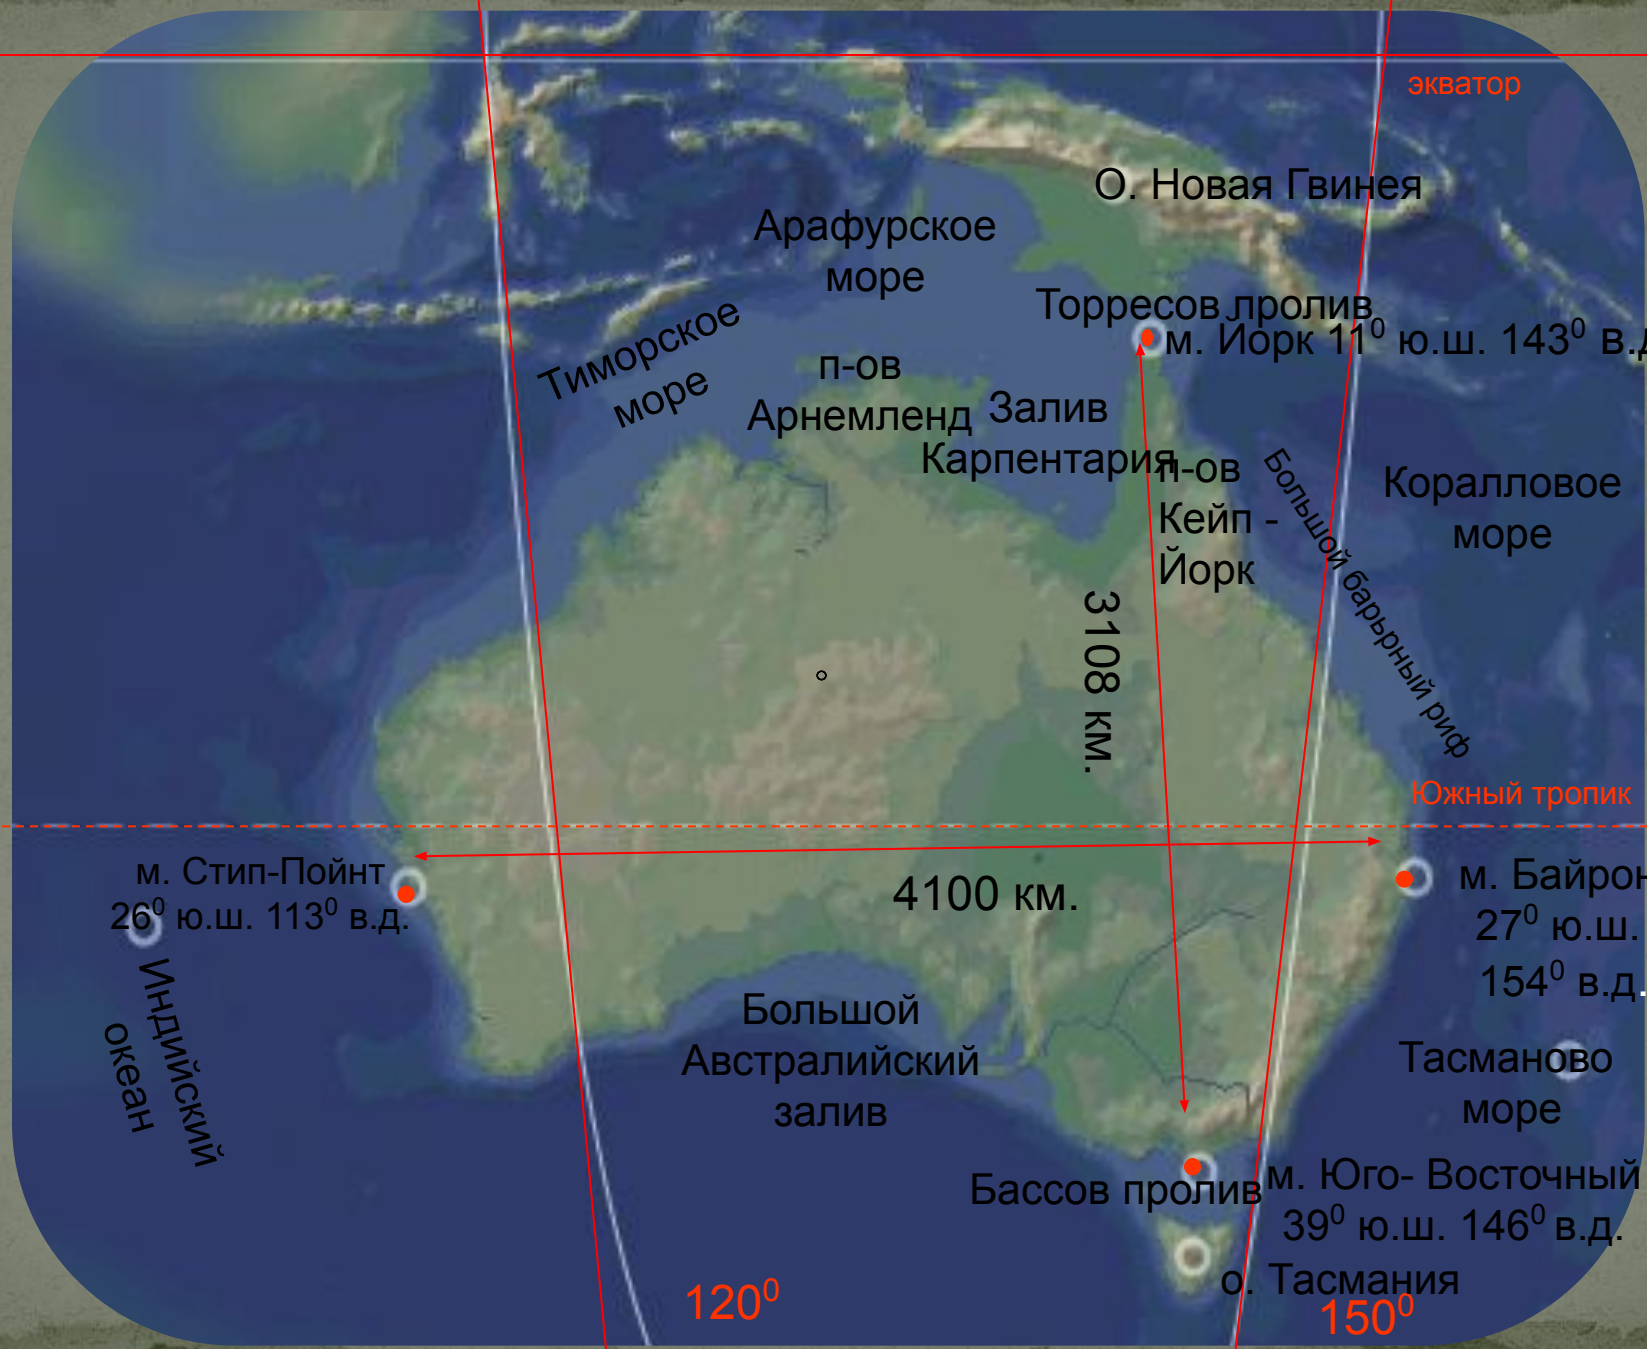 экватор
О. Новая Гвинея
Арафурское
море
Торресов пролив
м. Йорк 11⁰ ю.ш. 143⁰ в.д
Тиморское
море
п-ов
Арнемленд
Залив
Карпентария
п-ов
Кейп -
Йорк
Большой барьрный риф
Коралловое
море
3108 км.
Южный тропик
м. Стип-Пойнт
26⁰ ю.ш. 113⁰ в.д.
4100 км.
м. Байрон
27⁰ ю.ш.
154⁰ в.д.
Индийский
океан
Большой
Австралийский
залив
Тасманово
море
Бассов пролив
м. Юго- Восточный
39⁰ ю.ш. 146⁰ в.д.
о. Тасмания
120⁰
150⁰